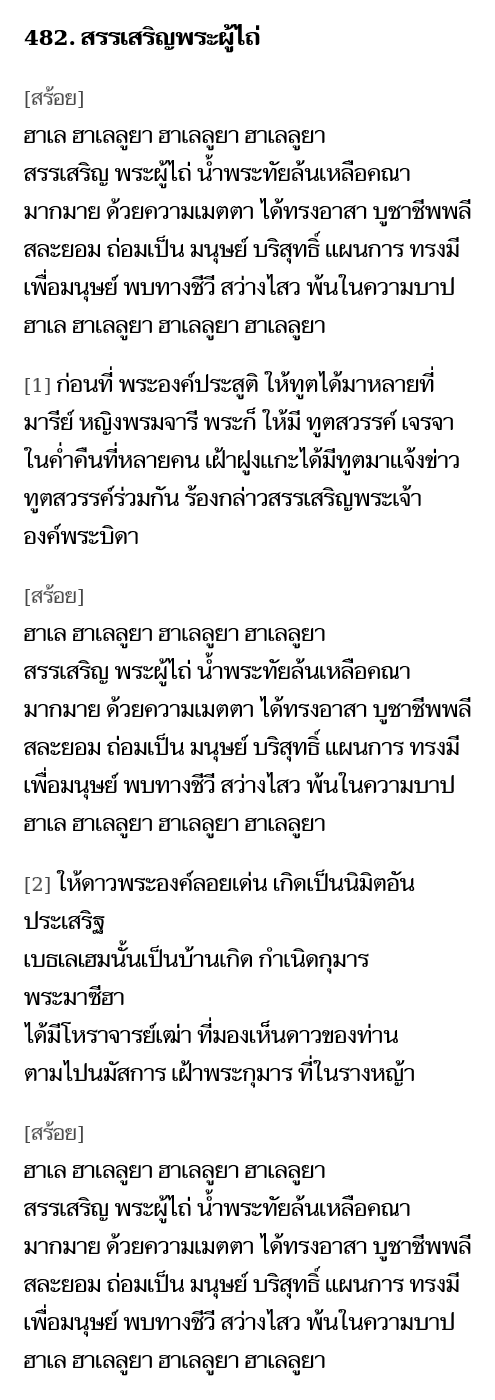 482. สรรเสริญพระผู้ไถ่
[สร้อย]
ฮาเล ฮาเลลูยา ฮาเลลูยา ฮาเลลูยา
สรรเสริญ พระผู้ไถ่ น้ำพระทัยล้นเหลือคณา
มากมาย ด้วยความเมตตา ได้ทรงอาสา บูชาชีพพลี
สละยอม ถ่อมเป็น มนุษย์ บริสุทธิ์ แผนการ ทรงมี
เพื่อมนุษย์ พบทางชีวี สว่างไสว พ้นในความบาป
ฮาเล ฮาเลลูยา ฮาเลลูยา ฮาเลลูยา
[1] ก่อนที่ พระองค์ประสูติ ให้ทูตได้มาหลายที่
มารีย์ หญิงพรมจารี พระก็ ให้มี ทูตสวรรค์ เจรจา
ในค่ำคืนที่หลายคน เฝ้าฝูงแกะได้มีทูตมาแจ้งข่าว
ทูตสวรรค์ร่วมกัน ร้องกล่าวสรรเสริญพระเจ้า
องค์พระบิดา
[สร้อย]
ฮาเล ฮาเลลูยา ฮาเลลูยา ฮาเลลูยา
สรรเสริญ พระผู้ไถ่ น้ำพระทัยล้นเหลือคณา
มากมาย ด้วยความเมตตา ได้ทรงอาสา บูชาชีพพลี
สละยอม ถ่อมเป็น มนุษย์ บริสุทธิ์ แผนการ ทรงมี
เพื่อมนุษย์ พบทางชีวี สว่างไสว พ้นในความบาป
ฮาเล ฮาเลลูยา ฮาเลลูยา ฮาเลลูยา
[2] ให้ดาวพระองค์ลอยเด่น เกิดเป็นนิมิตอัน
ประเสริฐ
เบธเลเฮมนั้นเป็นบ้านเกิด กำเนิดกุมาร
พระมาซีฮา
ได้มีโหราจารย์เฒ่า ที่มองเห็นดาวของท่าน
ตามไปนมัสการ เฝ้าพระกุมาร ที่ในรางหญ้า
[สร้อย]
ฮาเล ฮาเลลูยา ฮาเลลูยา ฮาเลลูยา
สรรเสริญ พระผู้ไถ่ น้ำพระทัยล้นเหลือคณา
มากมาย ด้วยความเมตตา ได้ทรงอาสา บูชาชีพพลี
สละยอม ถ่อมเป็น มนุษย์ บริสุทธิ์ แผนการ ทรงมี
เพื่อมนุษย์ พบทางชีวี สว่างไสว พ้นในความบาป
ฮาเล ฮาเลลูยา ฮาเลลูยา ฮาเลลูยา